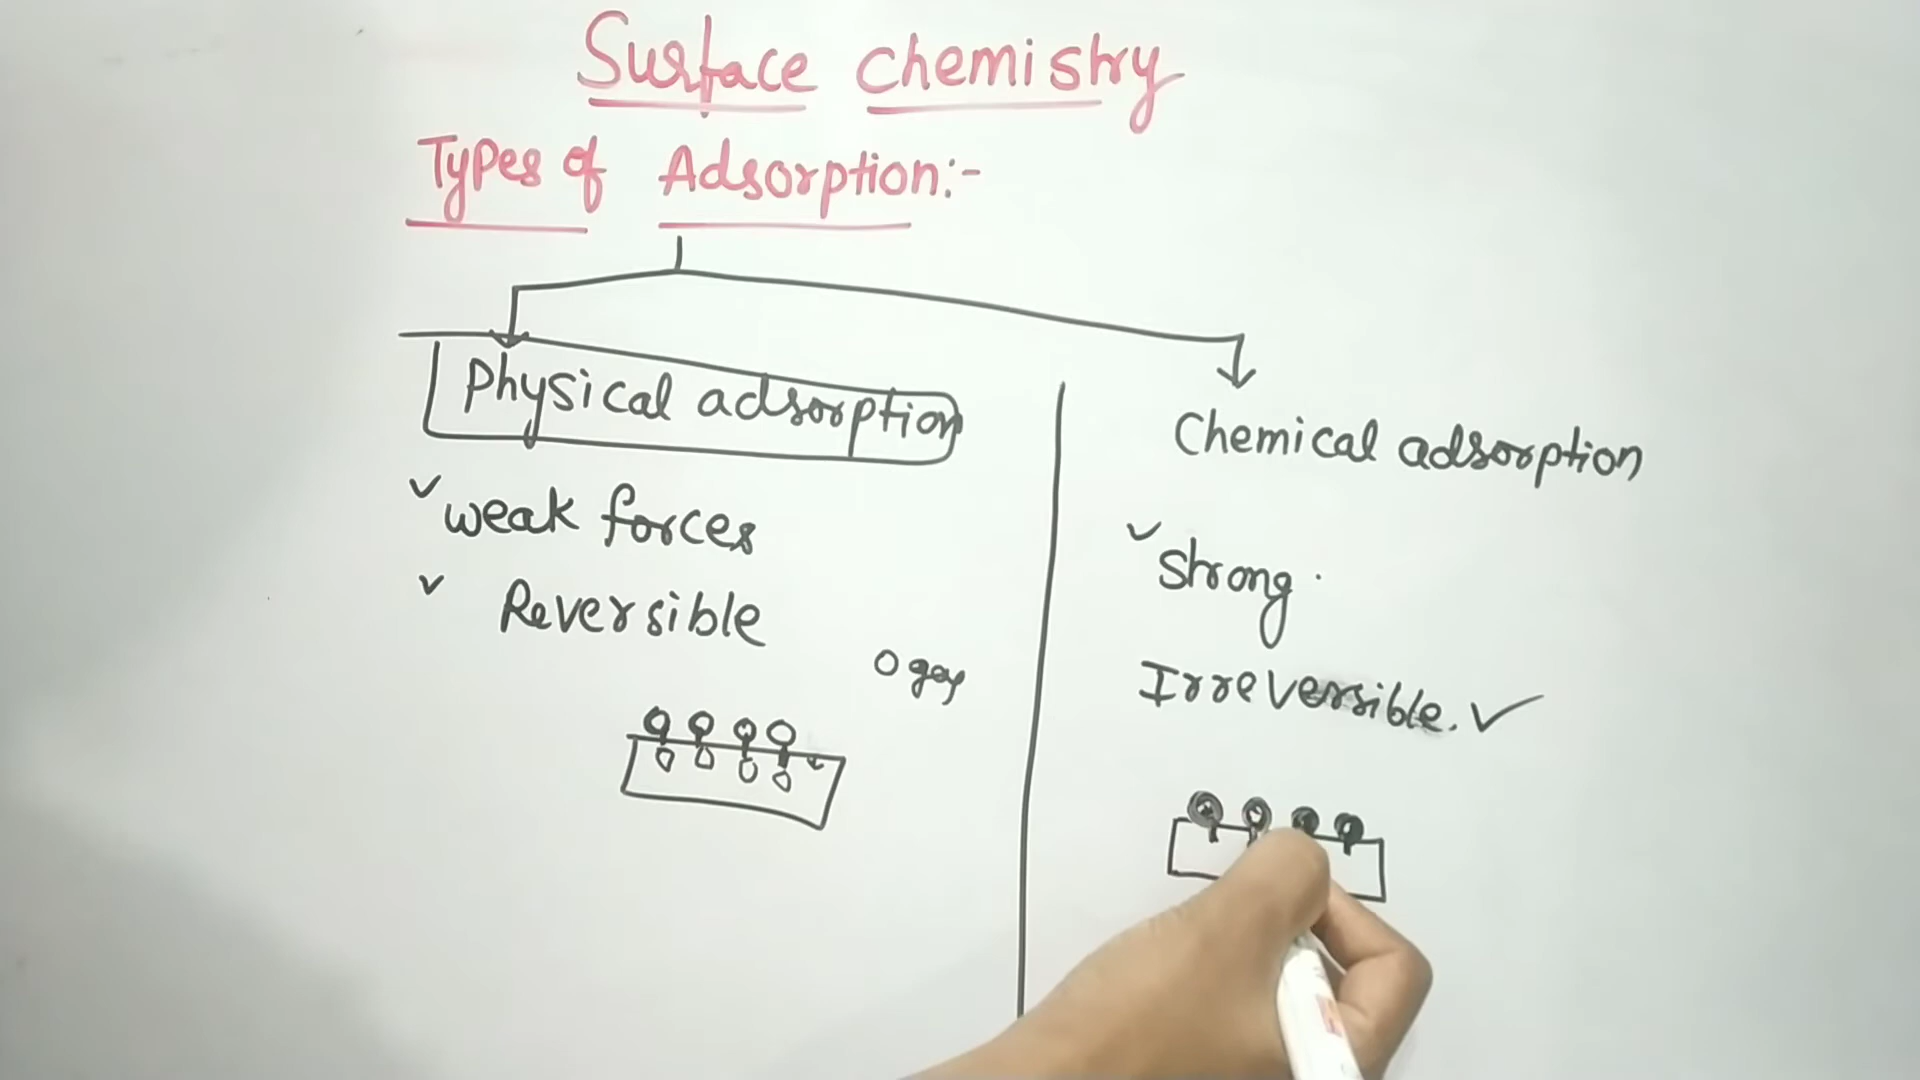 Surface Chemistry
Types of Adsorption:-
Physical adsorption
weak forces
Reversible
Chemical adsorption
Strong.
Irreversible.